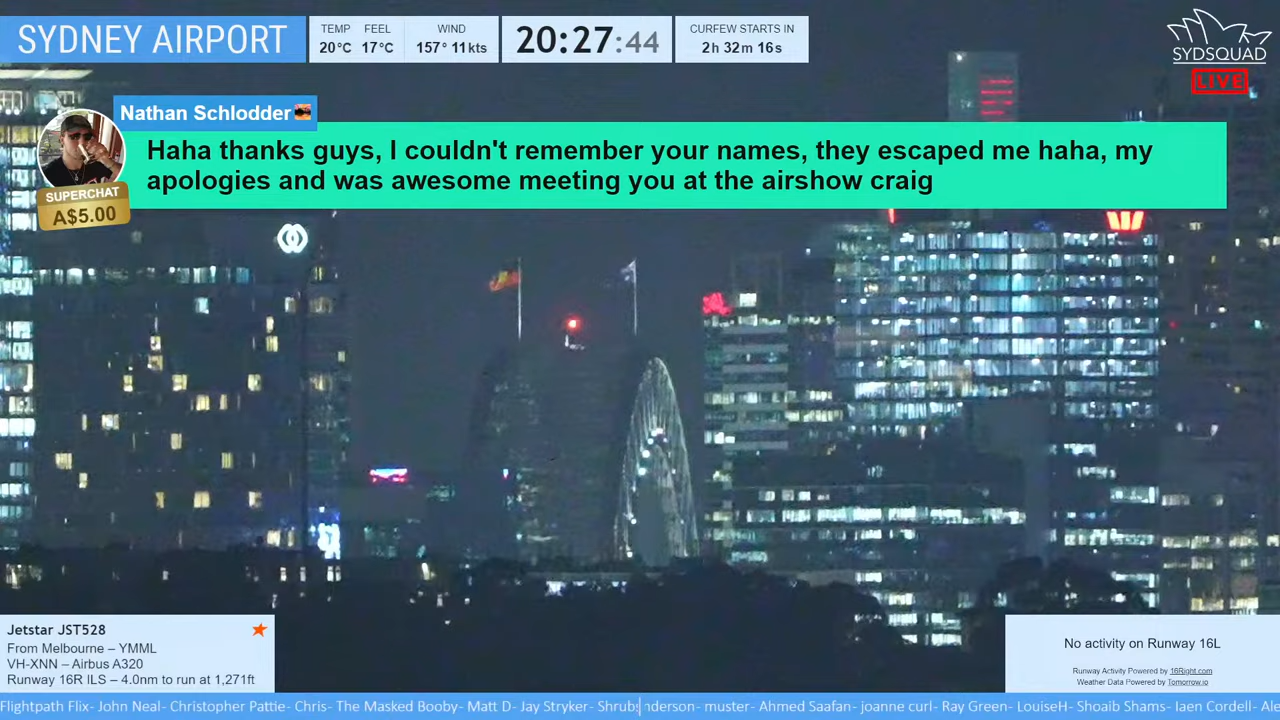 SYDNEY AIRPORT
TEMP FEEL WIND
20°C 17°C 157° 11kts
20:27:44
CURFEW STARTS IN
2h 32m 16s
SYDSQUAD
LIVE
Nathan Schlodder
Haha thanks guys, I couldn't remember your names, they escaped me haha, my
apologies and was awesome meeting you at the airshow craig
SUPERCHAT
A$5.00
Jetstar JST528
From Melbourne – YMML
VH-XNN – Airbus A320
Runway 16R ILS – 4.0nm to run at 1,271ft
No activity on Runway 16L
Runway Activity Powered by 16Right.com
Weather Data Powered by Tomorrow.io
Flightpath Flix- John Neal- Christopher Pattie- Chris- The Masked Booby- Matt D- Jay Stryker- Shrubs nderson- muster- Ahmed Saafan- joanne curl- Ray Green- LouiseH- Shoaib Shams- Iaen Cordell- Ale